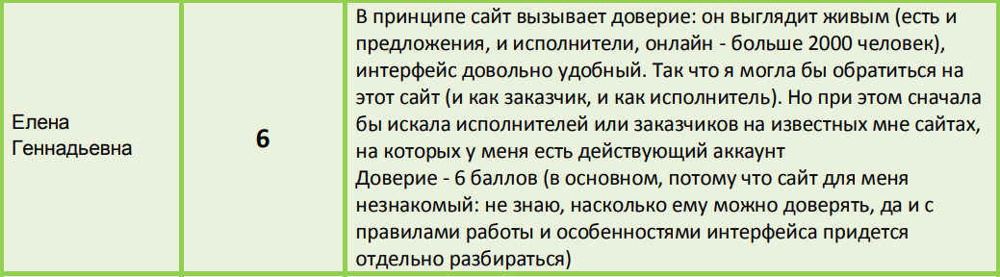 Елена
Геннадьевна
6
В принципе сайт вызывает доверие: он выглядит живым (есть и
предложения, и исполнители, онлайн - больше 2000 человек),
интерфейс довольно удобный. Так что я могла бы обратиться на
этот сайт (и как заказчик, и как исполнитель). Но при этом сначала
бы искала исполнителей или заказчиков на известных мне сайтах,
на которых у меня есть действующий аккаунт
Доверие - 6 баллов (в основном, потому что сайт для меня
незнакомый: не знаю, насколько ему можно доверять, да и с
правилами работы и особенностями интерфейса придется
отдельно разбираться)